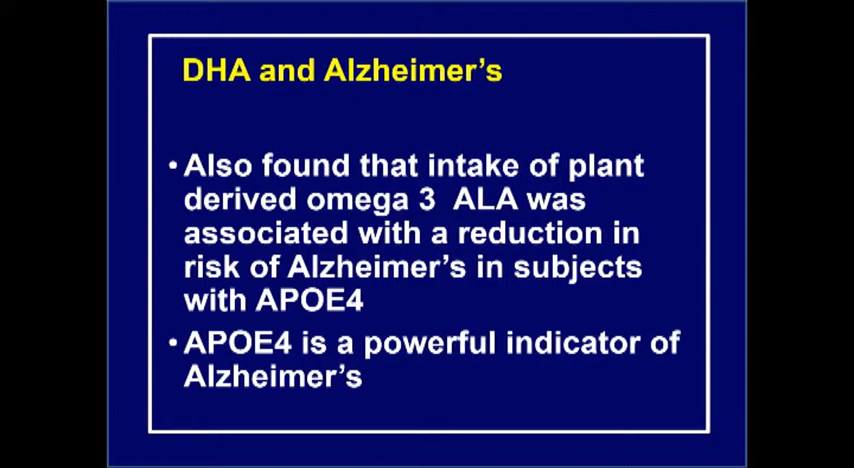 DHA and Alzheimer's
• Also found that intake of plant
derived omega 3 ALA was
associated with a reduction in
risk of Alzheimer's in subjects
with APOE4
• APOE4 is a powerful indicator of
Alzheimer's